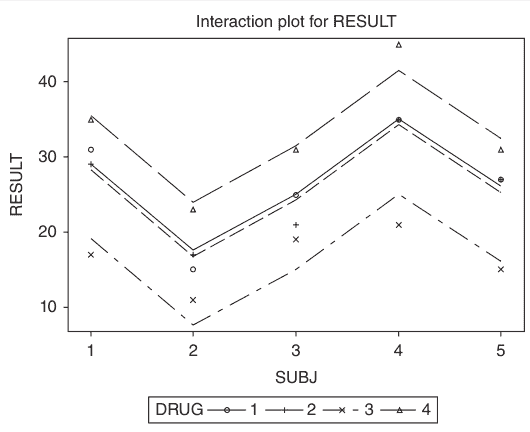 Interaction plot for RESULT
RESULT
40
30
20
10
1 2 3 4 5
SUBJ
DRUG 1 2 3 4